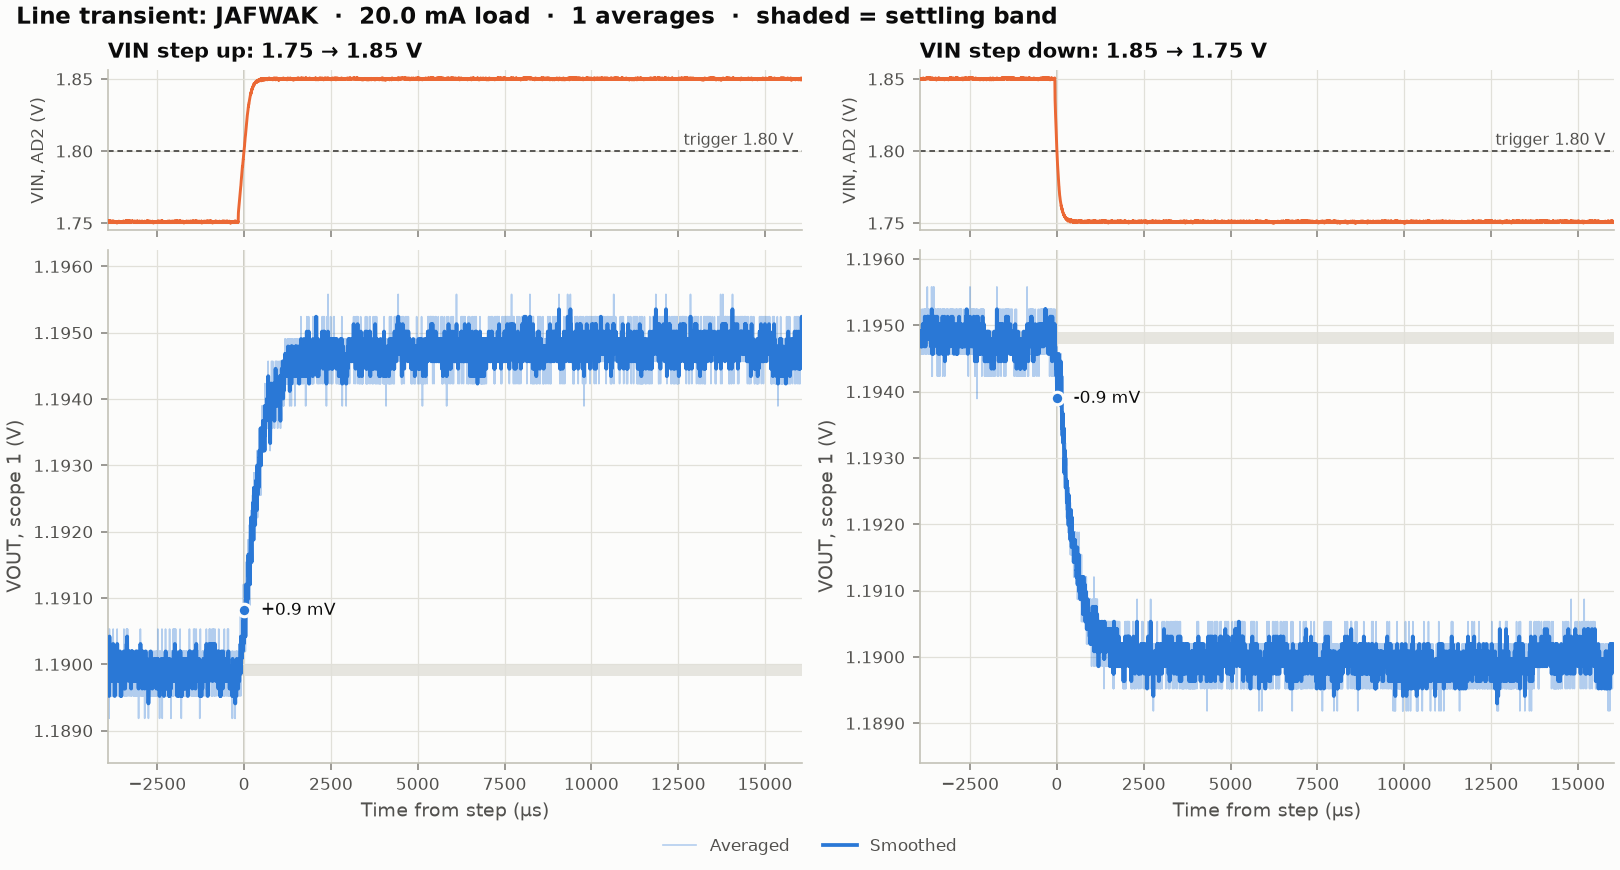 Line transient: JAFWAK · 20.0 mA load · 1 averages · shaded = settling band
VIN step up: 1.75 → 1.85 V
1.85
1.80
1.75
VIN, AD2 (V)
trigger 1.80 V
VIN step down: 1.85 → 1.75 V
1.85
1.80
1.75
VIN, AD2 (V)
trigger 1.80 V
1.1960
1.1950
1.1940
1.1930
1.1920
1.1910
1.1900
1.1890
VOUT, scope 1 (V)
+0.9 mV
−2500 0 2500 5000 7500 10000 12500 15000
Time from step (µs)
1.1960
1.1950
1.1940
1.1930
1.1920
1.1910
1.1900
1.1890
VOUT, scope 1 (V)
-0.9 mV
−2500 0 2500 5000 7500 10000 12500 15000
Time from step (µs)
Averaged Smoothed